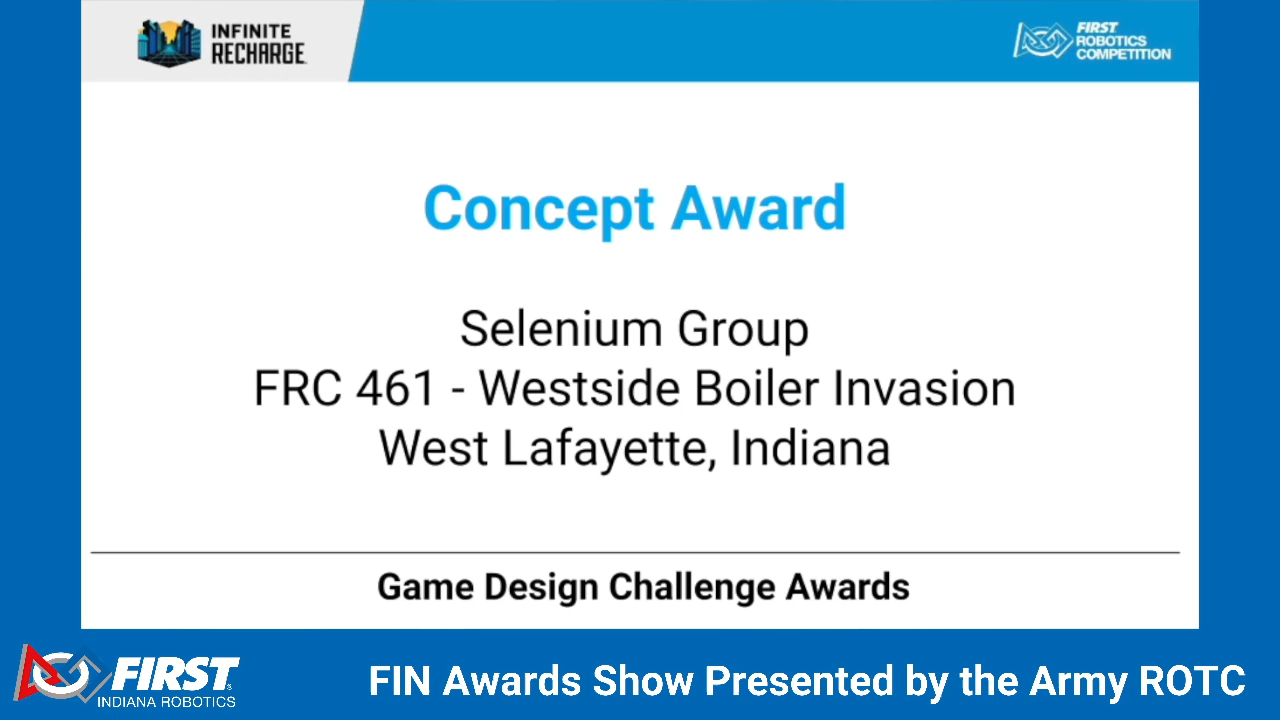 INFINITE
RECHARGE
FIRST
ROBOTICS
COMPETITION
Concept Award
Selenium Group
FRC 461 - Westside Boiler Invasion
West Lafayette, Indiana
Game Design Challenge Awards
FIRST
INDIANA ROBOTICS
FIN Awards Show Presented by the Army ROTC